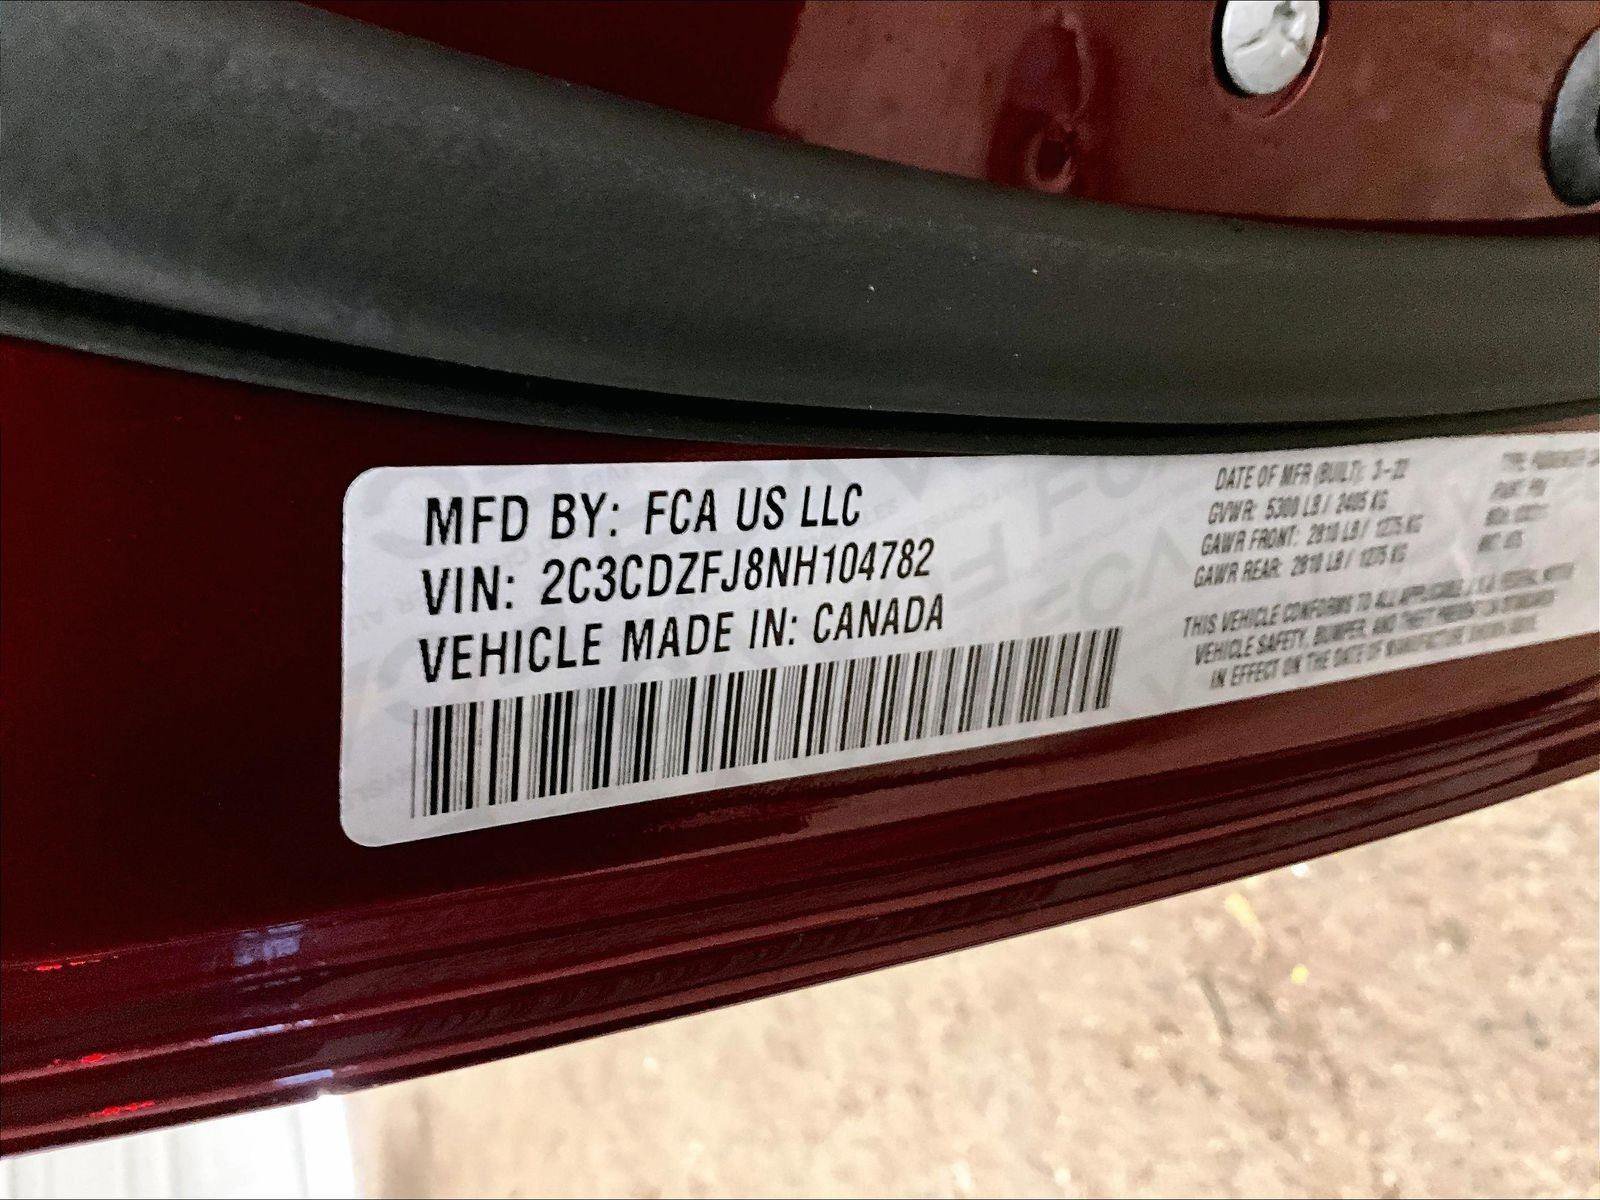 MFD BY: FCA US LLC
VIN: 2C3CDZFJ8NH104782
VEHICLE MADE IN: CANADA
DATE OF MFR (BUILT): 3-22
GVWR: 5300 LB / 2405 KG
GAWR FRONT: 2810 LB / 1275 KG
GAWR REAR: 2810 LB / 1275 KG
THIS VEHICLE CONFORMS TO ALL APPLICABLE
VEHICLE SAFETY, BUMPER, AND THEFT PREVENTION STANDARDS
IN EFFECT ON THE DATE OF MANUFACTURE SHOWN ABOVE